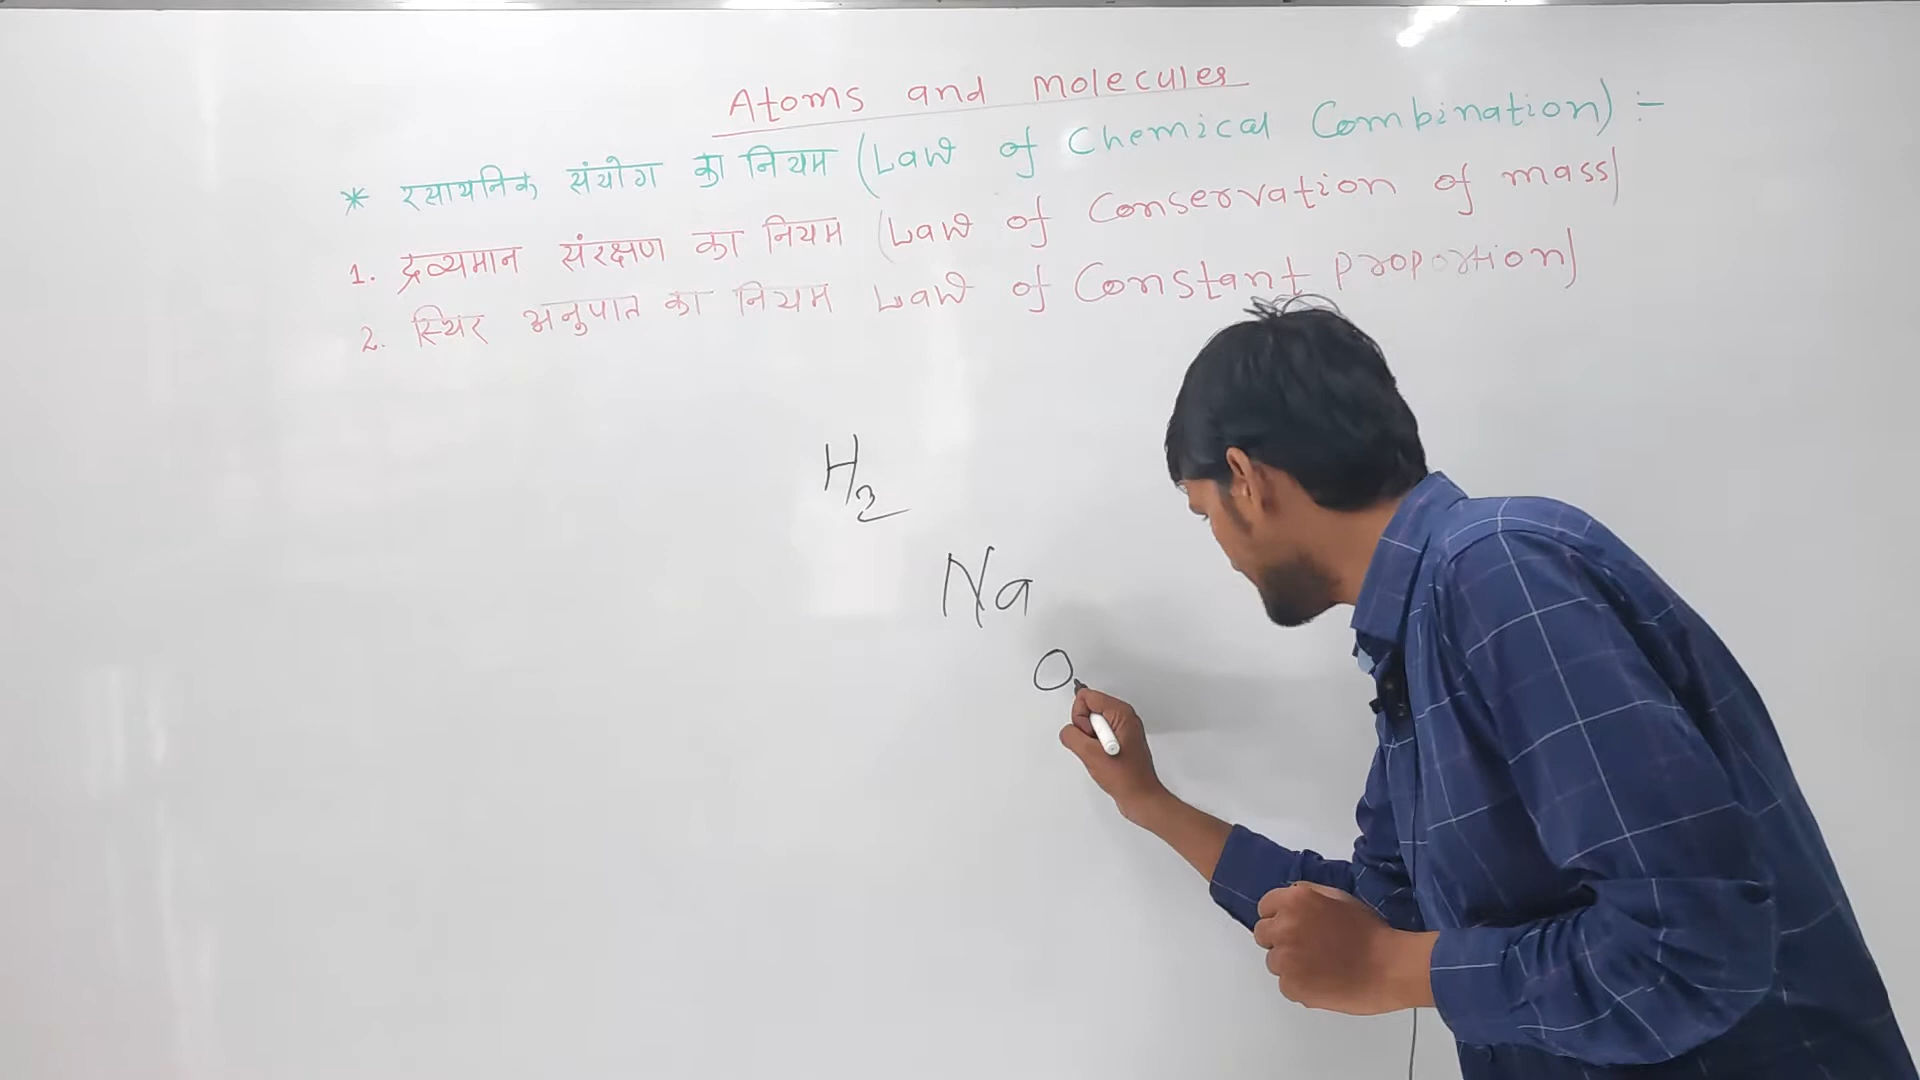 Atoms and molecules
* रसायनिक संयोग का नियम (Law of Chemical Combination) :-
1. द्रव्यमान संरक्षण का नियम (Law of Conservation of mass)
2. स्थिर अनुपात का नियम Law of Constant proportion)
H2
Na
O